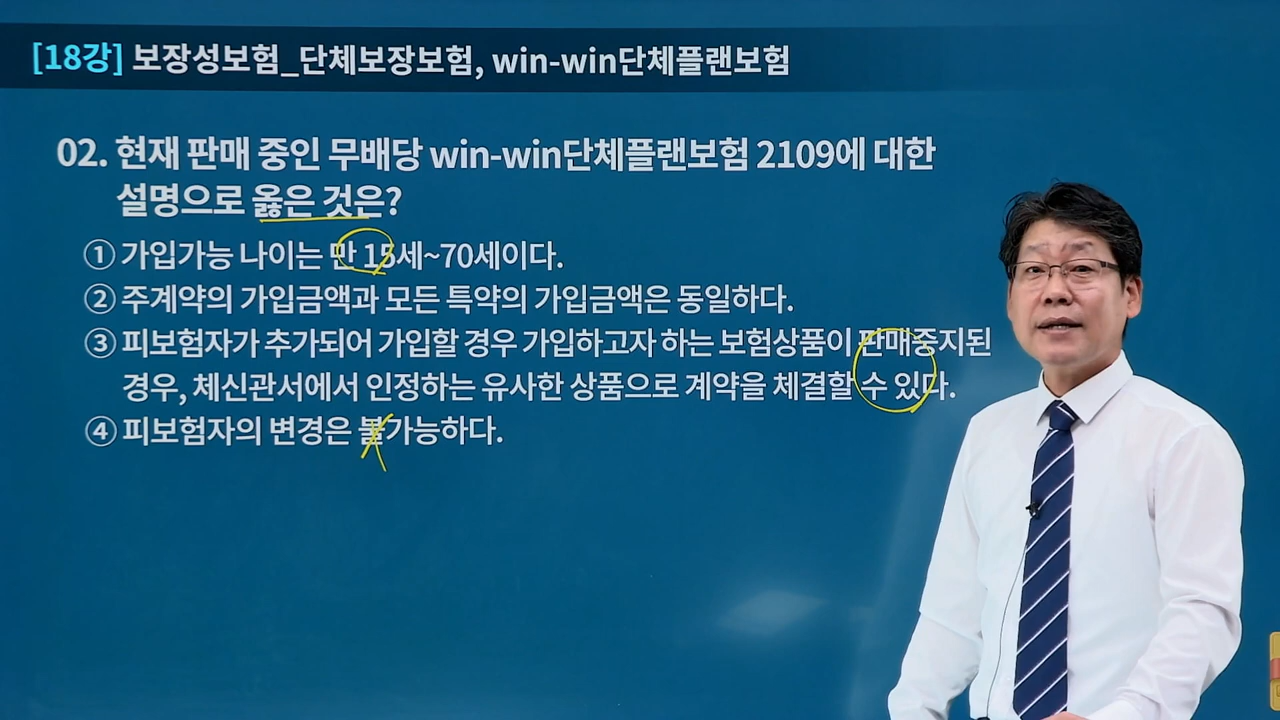 [18강] 보장성보험_단체보장보험, win-win단체플랜보험
02. 현재 판매 중인 무배당 win-win단체플랜보험 2109에 대한
설명으로 옳은 것은?
① 가입가능 나이는 만 15세~70세이다.
② 주계약의 가입금액과 모든 특약의 가입금액은 동일하다.
③ 피보험자가 추가되어 가입할 경우 가입하고자 하는 보험상품이 판매중지된
경우, 체신관서에서 인정하는 유사한 상품으로 계약을 체결할 수 있다.
④ 피보험자의 변경은 불가능하다.